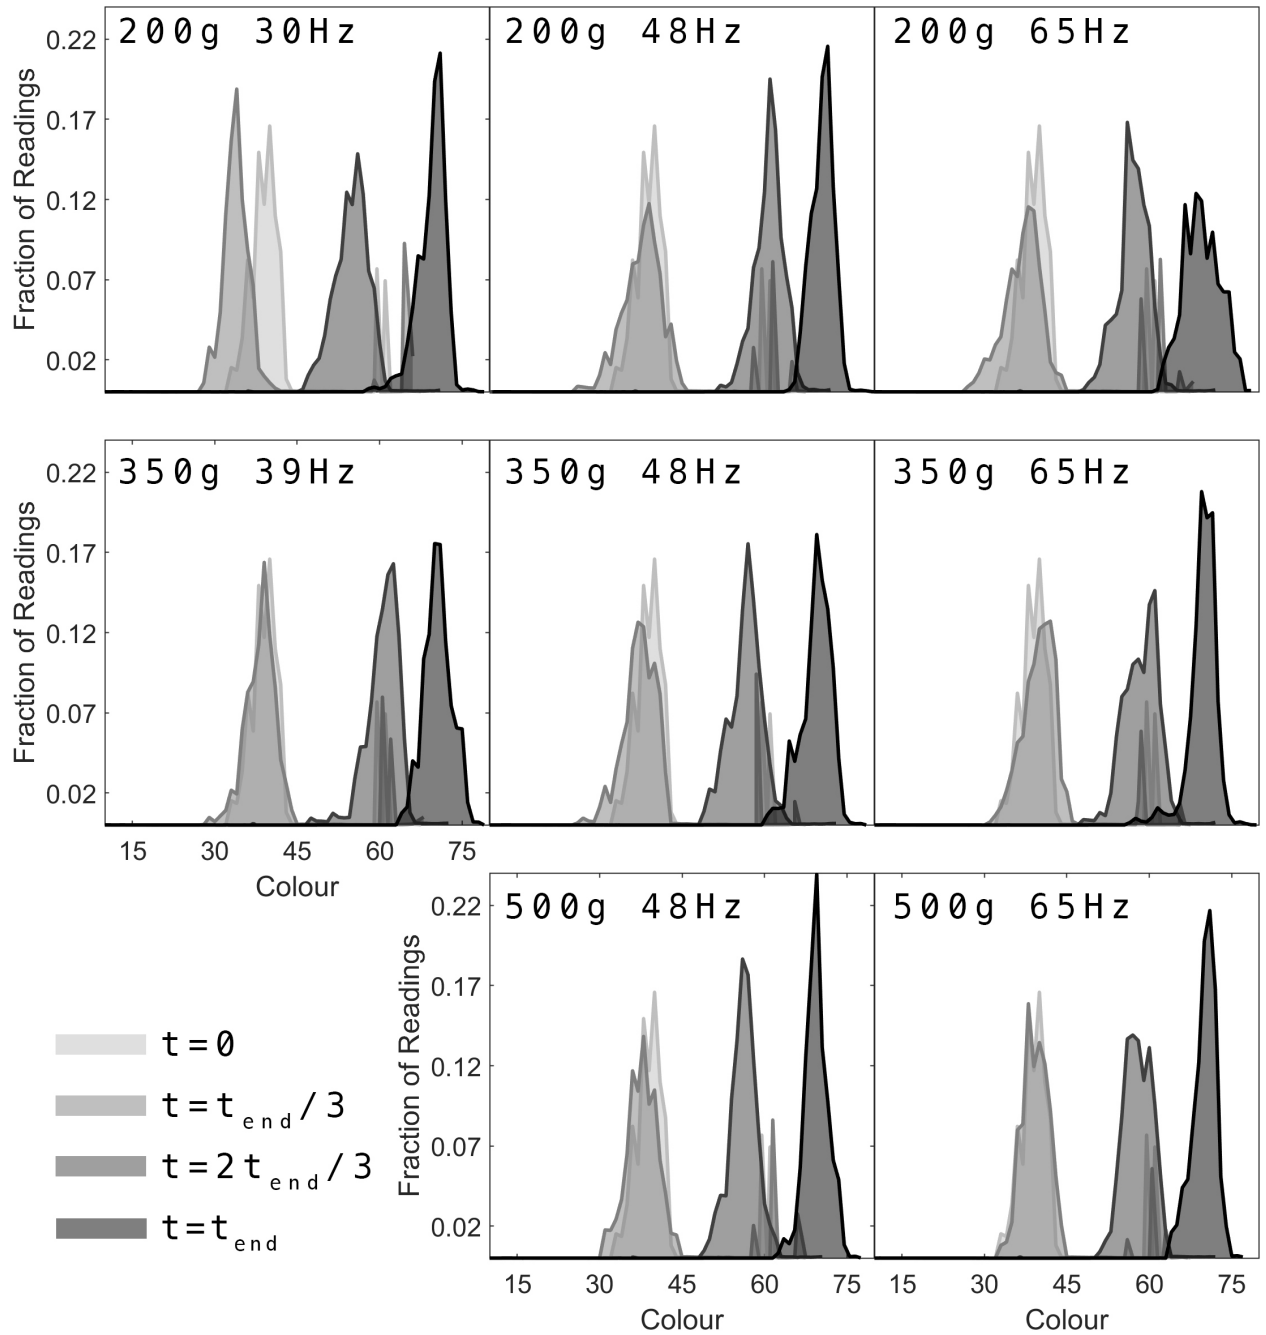 200g 30Hz
200g 48Hz
200g 65Hz
0.22
0.17
0.12
0.07
0.02
Fraction of Readings
350g 39Hz
350g 48Hz
350g 65Hz
0.22
0.17
0.12
0.07
0.02
Fraction of Readings
15 30 45 60 75
Colour
500g 48Hz
500g 65Hz
0.22
0.17
0.12
0.07
0.02
Fraction of Readings
15 30 45 60 75
Colour
15 30 45 60 75
Colour
t=0
t=tend/3
t=2tend/3
t=tend